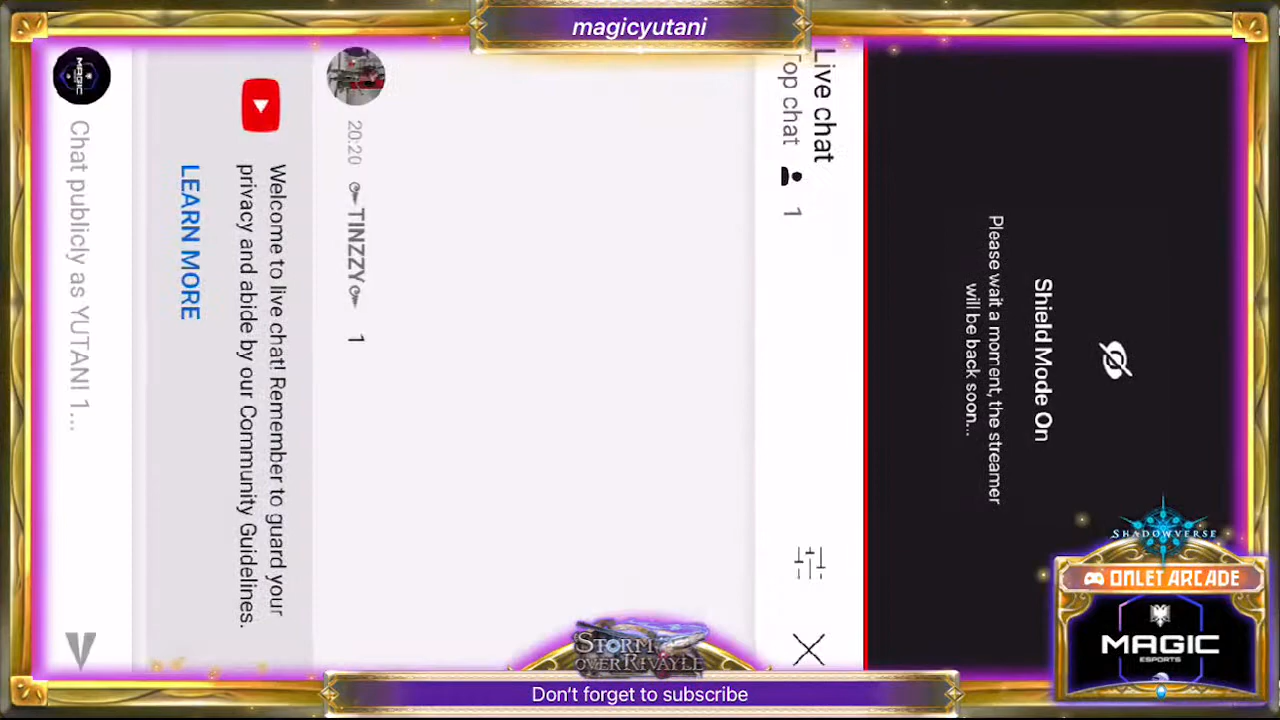 magicyutani
Shield Mode On
Please wait a moment, the streamer
will be back soon...
Live chat
Top chat 1
20:20 TINZZY 1
Welcome to live chat! Remember to guard your
privacy and abide by our Community Guidelines.
LEARN MORE
Chat publicly as YUTANI 1...
SHADOWVERSE
OMLET ARCADE
MAGIC
ESPORTS
STORM
OVER RIVAYLE
Don't forget to subscribe
MAGIC